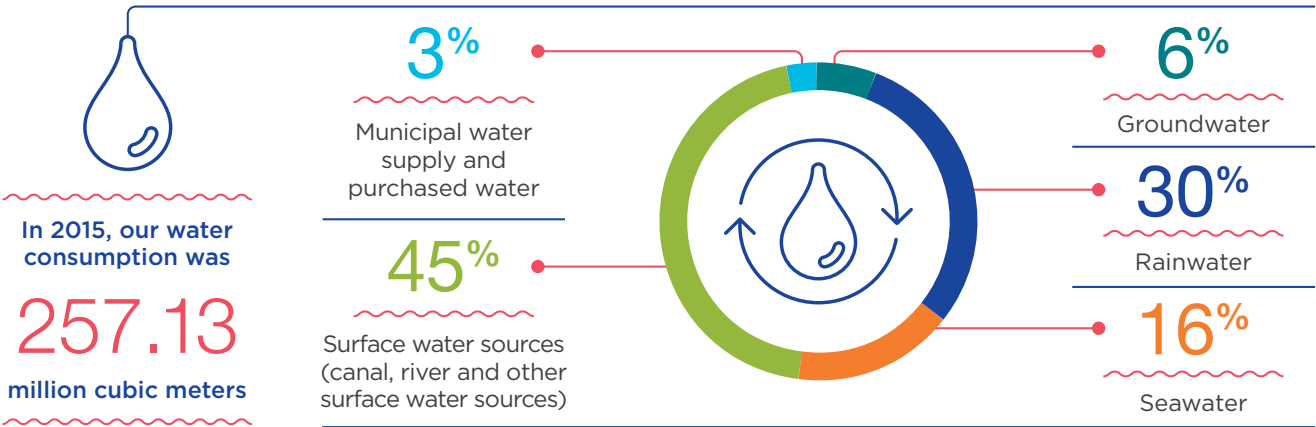 In 2015, our water
consumption was
257.13
million cubic meters
3%
Municipal water
supply and
purchased water
45%
Surface water sources
(canal, river and other
surface water sources)
6%
Groundwater
30%
Rainwater
16%
Seawater